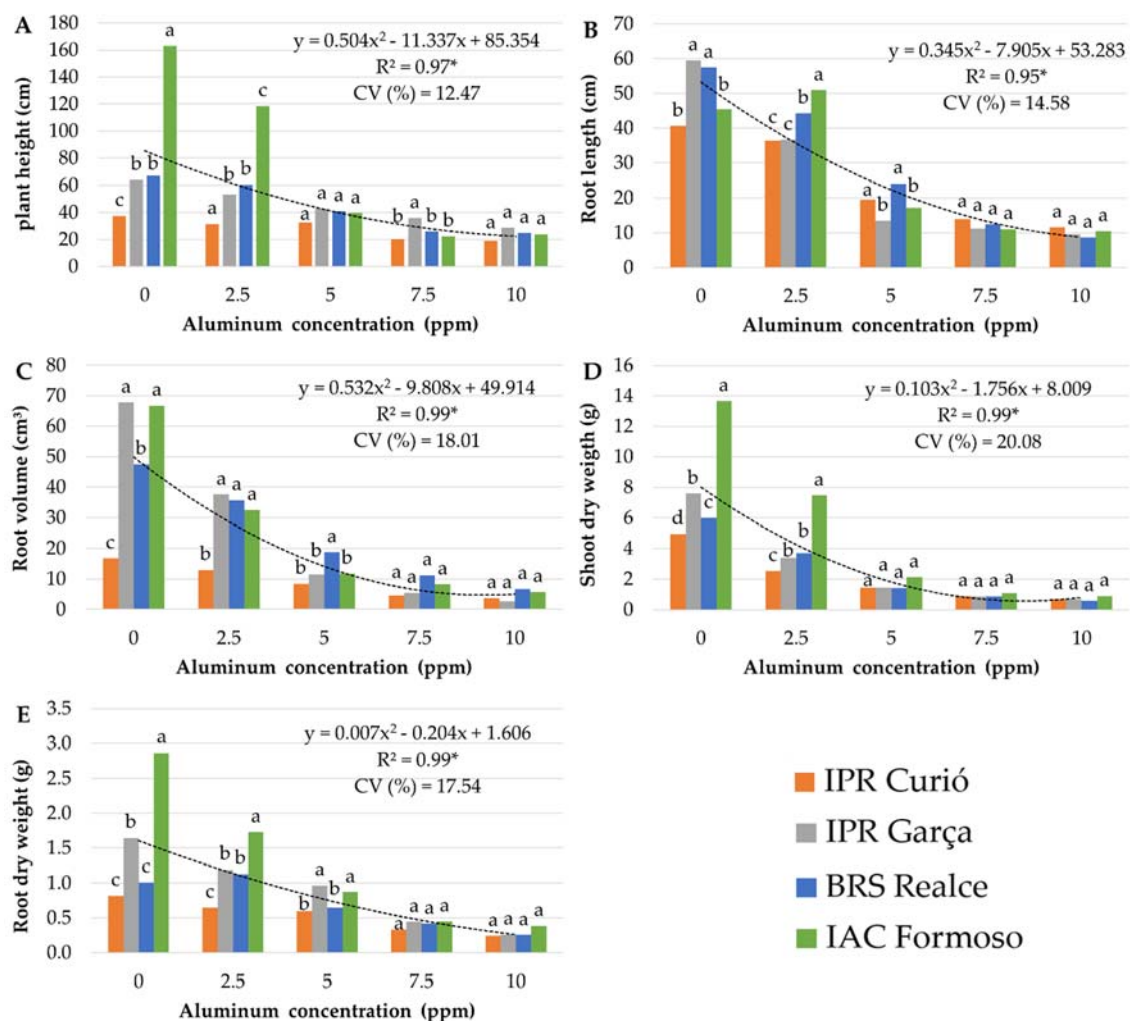 A
180
160
140
120
100
80
60
40
20
0
plant height (cm)
y = 0.504x² - 11.337x + 85.354
R² = 0.97*
CV (%) = 12.47
c b b a
a b b c
a a a a
b a b b
a a a a
0 2.5 5 7.5 10
Aluminum concentration (ppm)
B
70
60
50
40
30
20
10
0
Root length (cm)
y = 0.345x² - 7.905x + 53.283
R² = 0.95*
CV (%) = 14.58
b a a b
c c b a
a b a b
a a a a
a a a a
0 2.5 5 7.5 10
Aluminum concentration (ppm)
C
80
70
60
50
40
30
20
10
0
Root volume (cm³)
y = 0.532x² - 9.808x + 49.914
R² = 0.99*
CV (%) = 18.01
c a b a
b a a a
b b a b
a a a a
a a a a
0 2.5 5 7.5 10
Aluminum concentration (ppm)
D
16
14
12
10
8
6
4
2
0
Shoot dry weigth (g)
y = 0.103x² - 1.756x + 8.009
R² = 0.99*
CV (%) = 20.08
d b c a
c b b a
a a a a
a a a a
a a a a
0 2.5 5 7.5 10
Aluminum concentration (ppm)
E
3.5
3.0
2.5
2.0
1.5
1.0
0.5
0.0
Root dry weight (g)
y = 0.007x² - 0.204x + 1.606
R² = 0.99*
CV (%) = 17.54
c b c a
c b b a
b a b a
a a a a
a a a a
0 2.5 5 7.5 10
Aluminum concentration (ppm)
IPR Curió
IPR Garça
BRS Realce
IAC Formoso